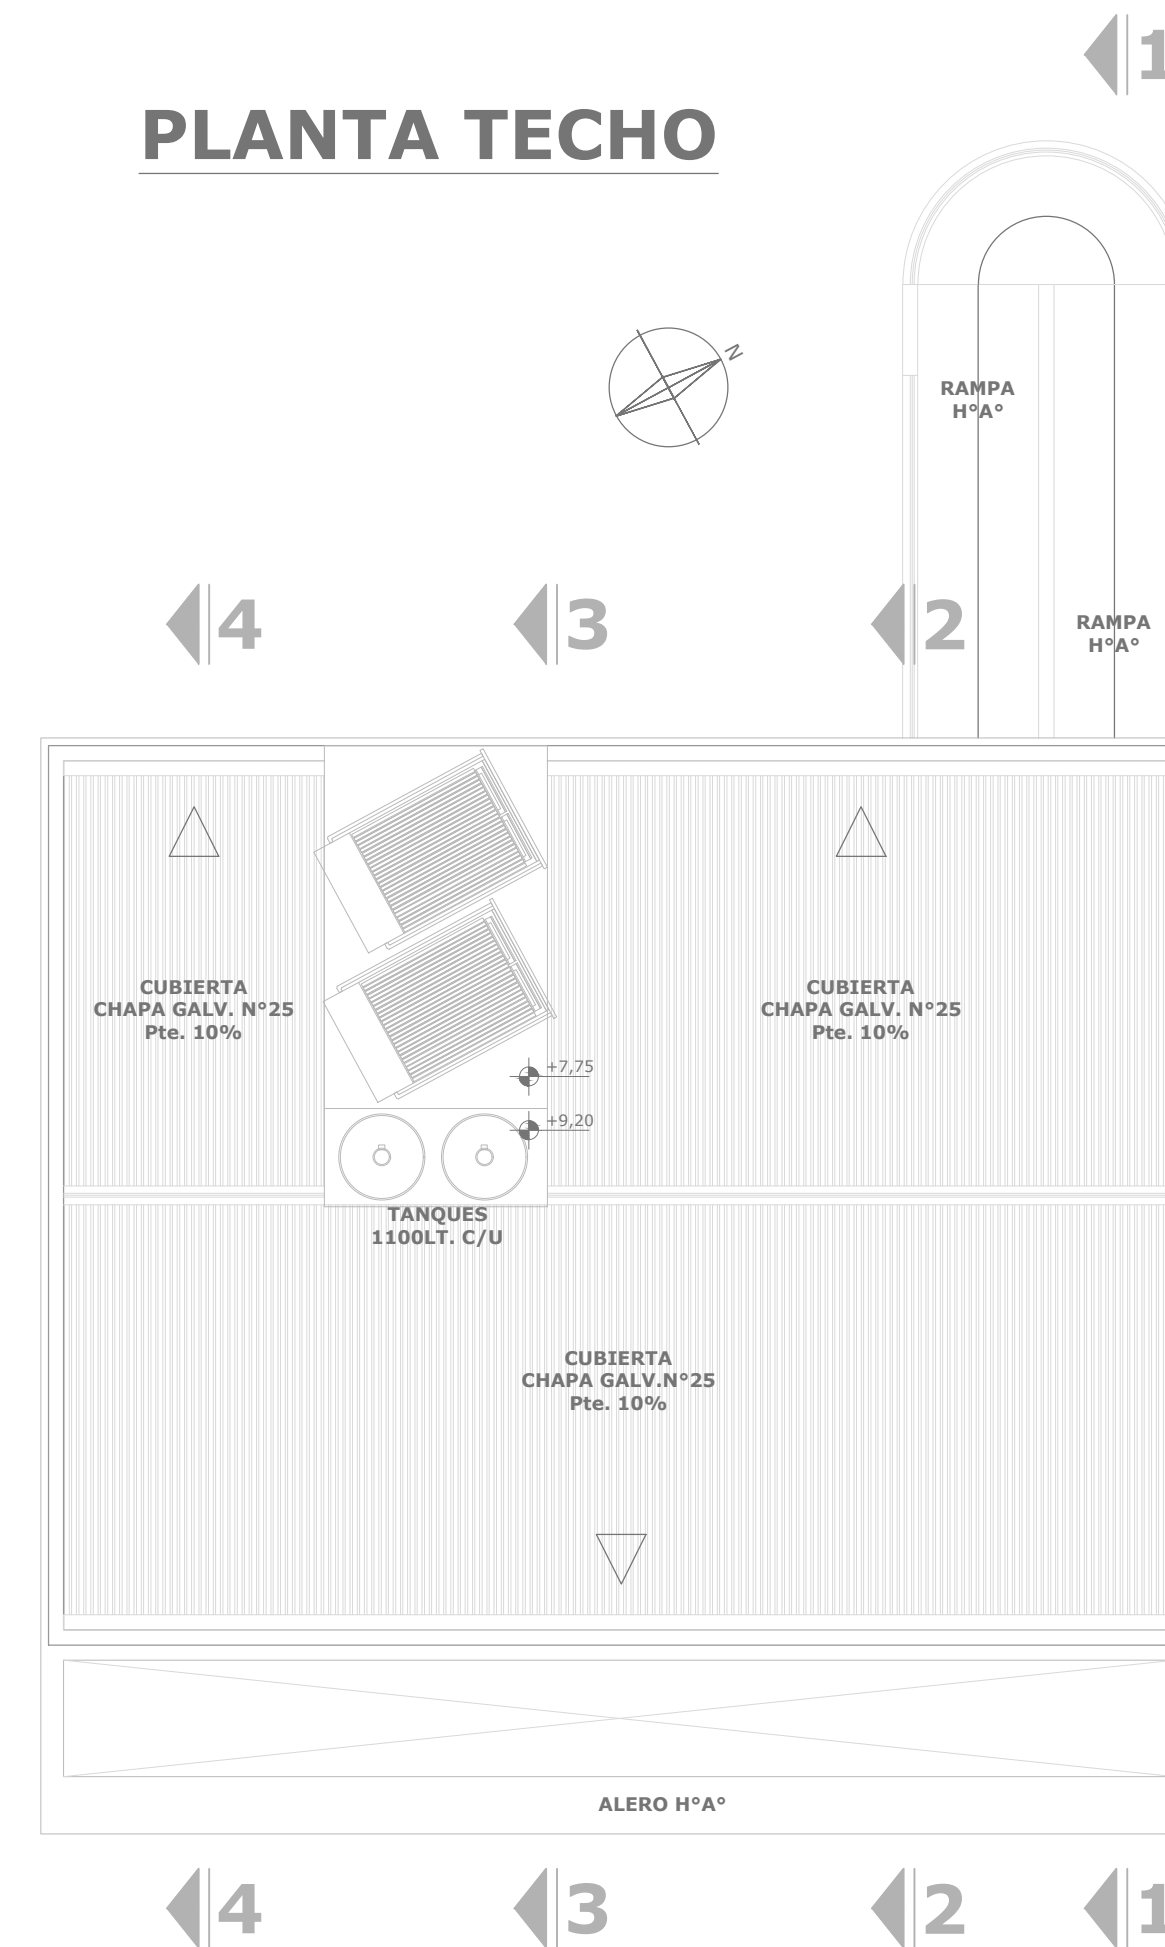 1
PLANTA TECHO
N
RAMPA
H°A°
4
3
2
RAMPA
H°A°
CUBIERTA
CHAPA GALV. N°25
Pte. 10%
CUBIERTA
CHAPA GALV. N°25
Pte. 10%
+7,75
+9,20
TANQUES
1100LT. C/U
CUBIERTA
CHAPA GALV.N°25
Pte. 10%
ALERO H°A°
4
3
2
1